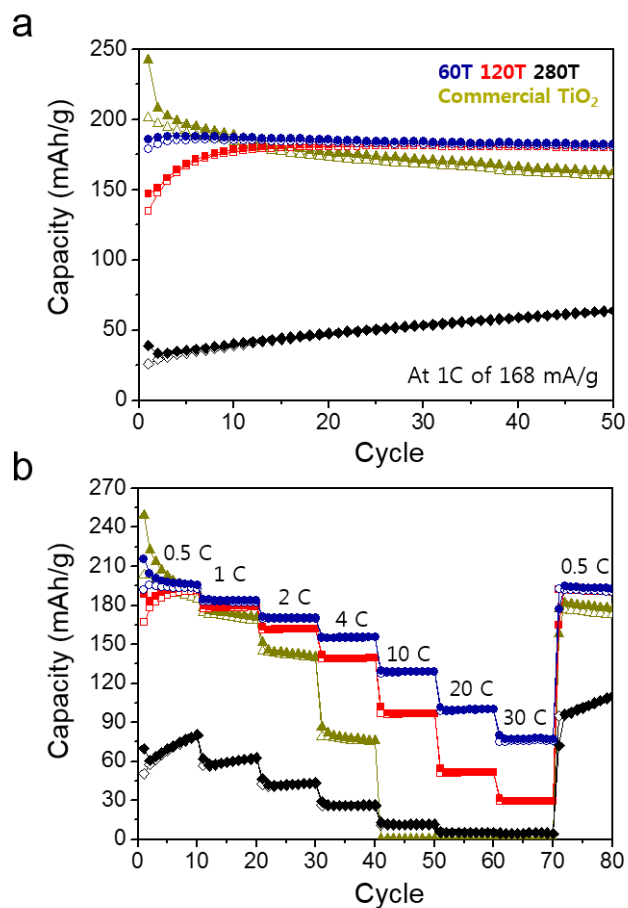 a
250
200
150
100
50
0
60T 120T 280T
Commercial TiO₂
At 1C of 168 mA/g
0 10 20 30 40 50
Capacity (mAh/g)
Cycle
b
270
240
210
180
150
120
90
60
30
0
0.5 C
1 C
2 C
4 C
10 C
20 C
30 C
0.5 C
0 10 20 30 40 50 60 70 80
Capacity (mAh/g)
Cycle